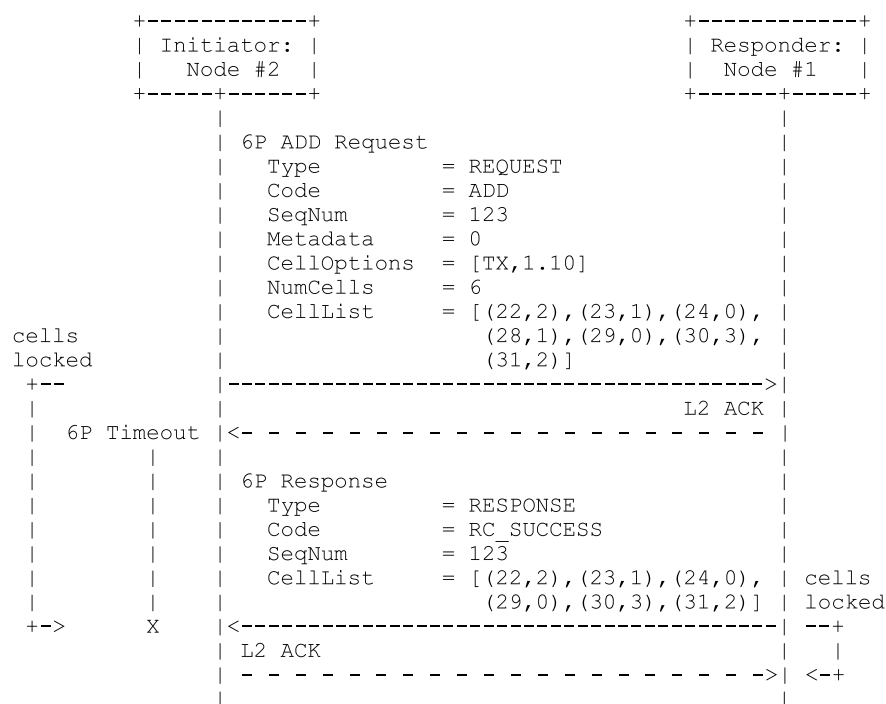 Initiator: Responder:
Node #2 Node #1
6P ADD Request
Type = REQUEST
Code = ADD
SeqNum = 123
Metadata = 0
CellOptions = [TX,1.10]
NumCells = 6
CellList = [(22,2),(23,1),(24,0),
cells (28,1),(29,0),(30,3),
locked (31,2)]
L2 ACK
6P Timeout
6P Response
Type = RESPONSE
Code = RC_SUCCESS
SeqNum = 123
CellList = [(22,2),(23,1),(24,0), cells
(29,0),(30,3),(31,2)] locked
X
L2 ACK